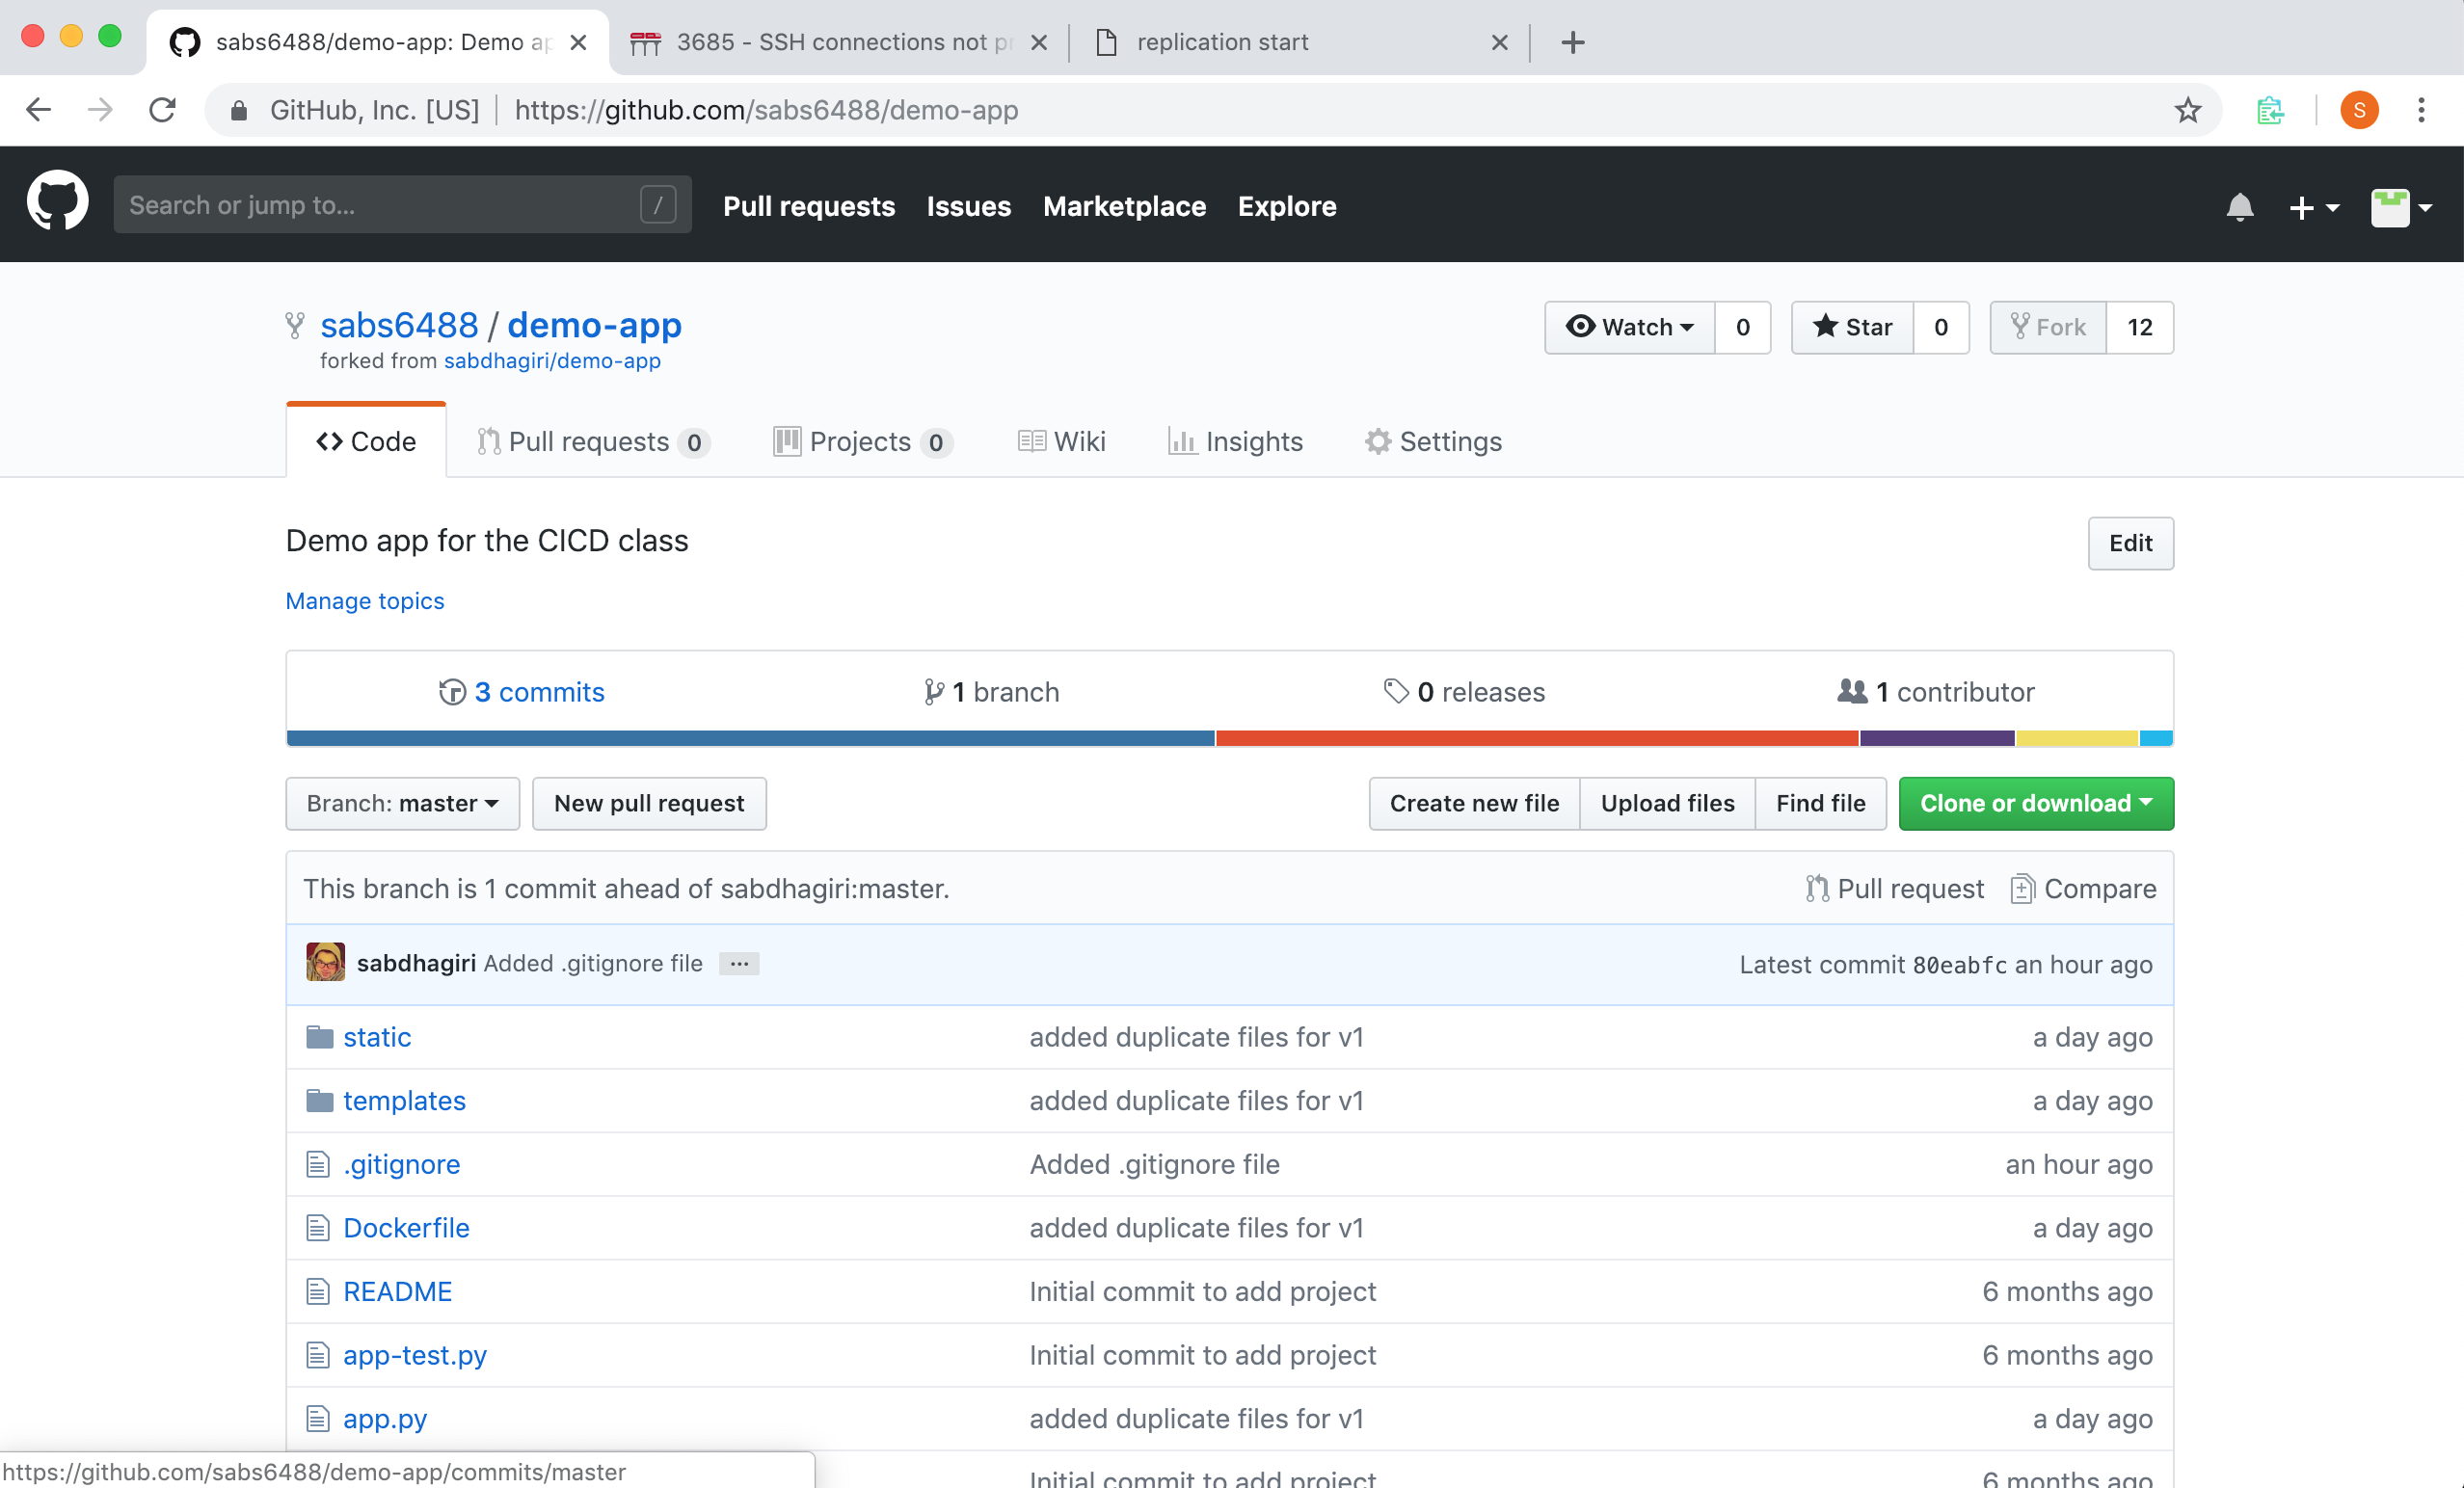 sabs6488/demo-app: Demo ap
3685 - SSH connections not pr
replication start
GitHub, Inc. [US] | https://github.com/sabs6488/demo-app
S
Search or jump to... /
Pull requests Issues Marketplace Explore
sabs6488 / demo-app
Watch 0 Star 0 Fork 12
forked from sabdhagiri/demo-app
Code Pull requests 0 Projects 0 Wiki Insights Settings
Demo app for the CICD class
Edit
Manage topics
3 commits 1 branch 0 releases 1 contributor
Branch: master New pull request Create new file Upload files Find file Clone or download
This branch is 1 commit ahead of sabdhagiri:master. Pull request Compare
sabdhagiri Added .gitignore file ... Latest commit 80eabfc an hour ago
static added duplicate files for v1 a day ago
templates added duplicate files for v1 a day ago
.gitignore Added .gitignore file an hour ago
Dockerfile added duplicate files for v1 a day ago
README Initial commit to add project 6 months ago
app-test.py Initial commit to add project 6 months ago
app.py added duplicate files for v1 a day ago
Initial commit to add project 6 months ago
https://github.com/sabs6488/demo-app/commits/master